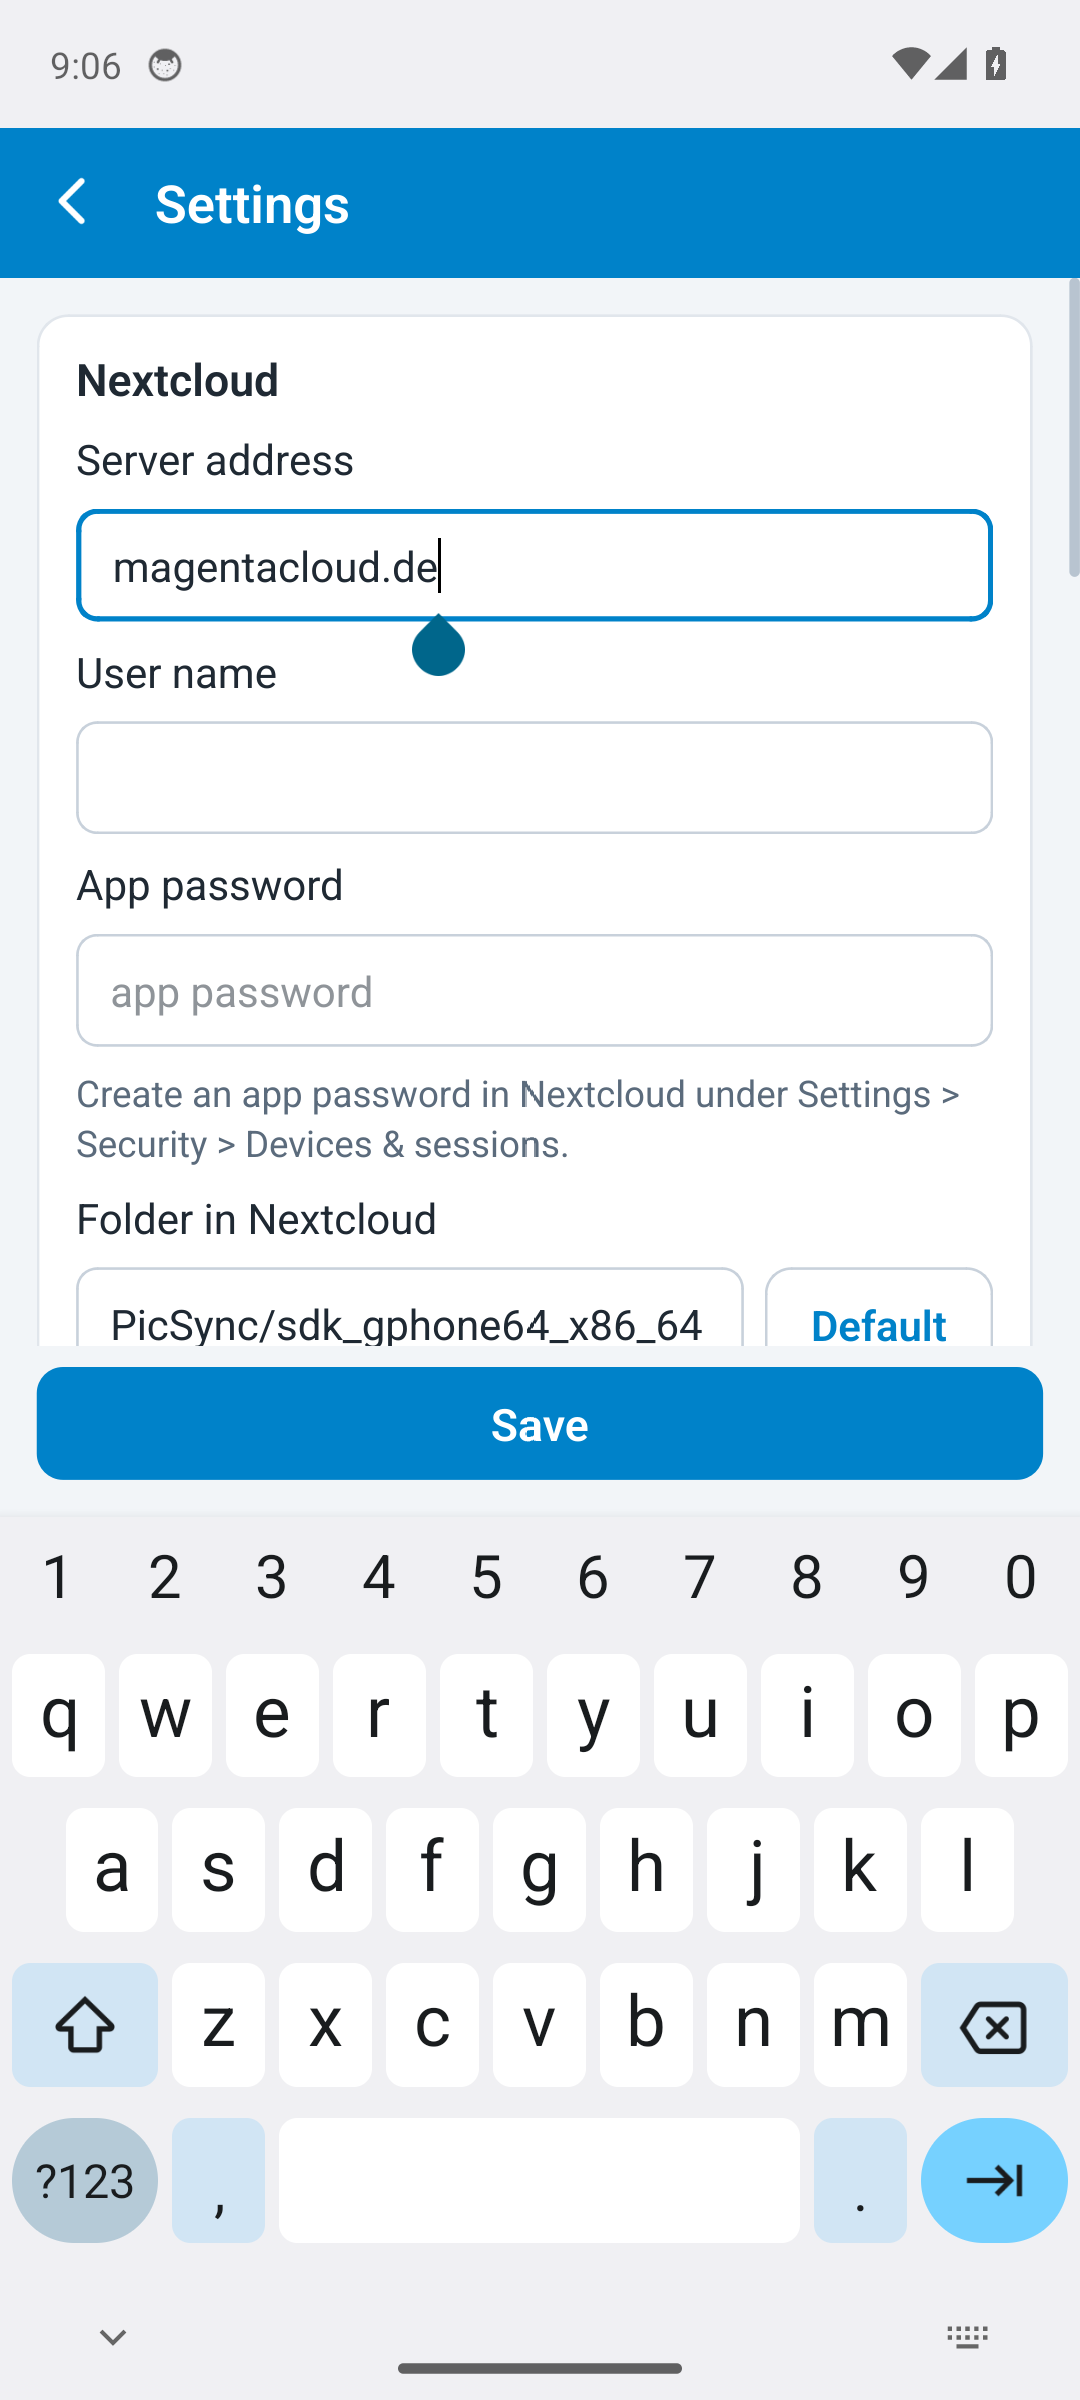 9:06
Settings
Nextcloud
Server address
magentacloud.de
User name
App password
app password
Create an app password in Nextcloud under Settings >
Security > Devices & sessions.
Folder in Nextcloud
PicSync/sdk_gphone64_x86_64
Default
Save
1 2 3 4 5 6 7 8 9 0
q w e r t y u i o p
a s d f g h j k l
z x c v b n m
?123 , .